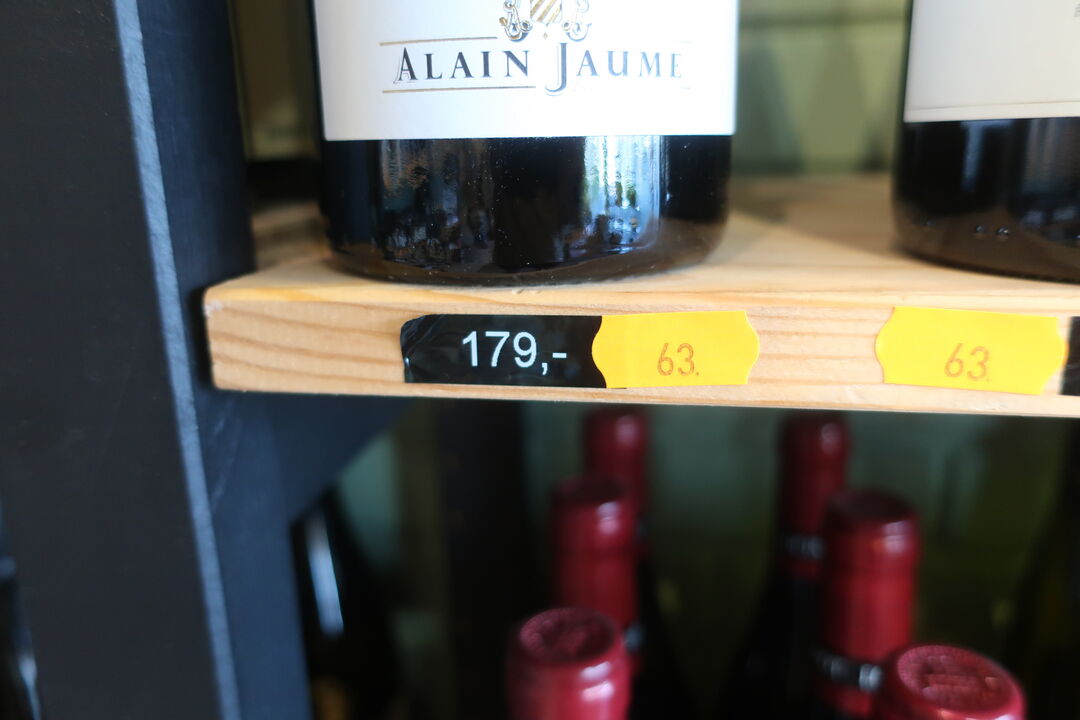 ALAIN JAUME
179,-
63.
63.